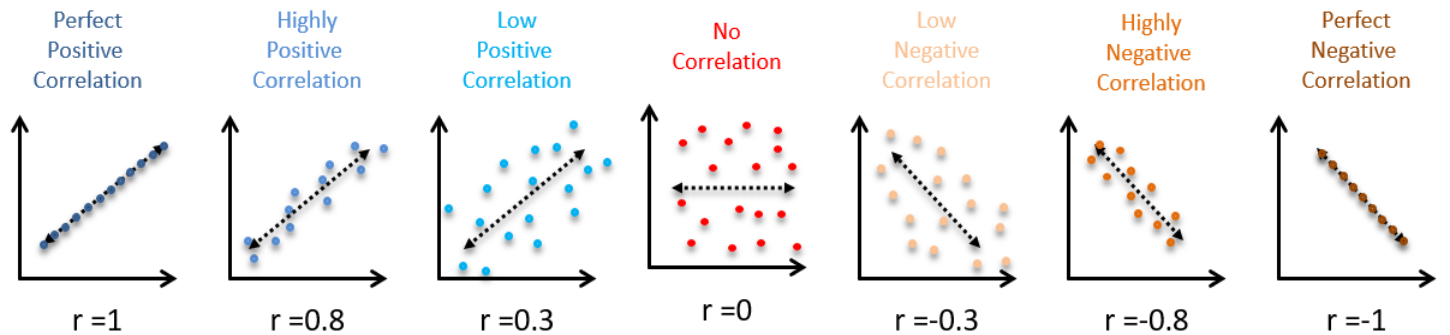 Perfect
Positive
Correlation
Highly
Positive
Correlation
Low
Positive
Correlation
No
Correlation
Low
Negative
Correlation
Highly
Negative
Correlation
Perfect
Negative
Correlation
r =1
r =0.8
r =0.3
r =0
r =-0.3
r =-0.8
r =-1